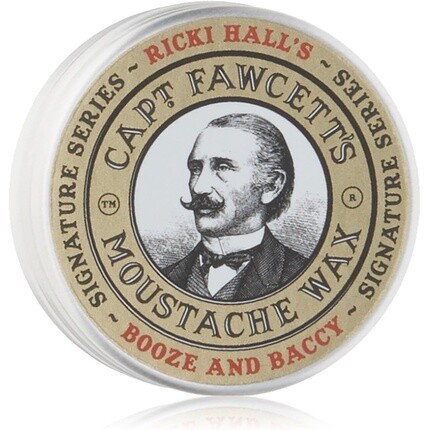 ~ RICKI HALL'S ~
SIGNATURE SERIES
CAPT FAWCETT'S
TM
R
MOUSTACHE WAX
SIGNATURE SERIES
~ BOOZE AND BACCY ~